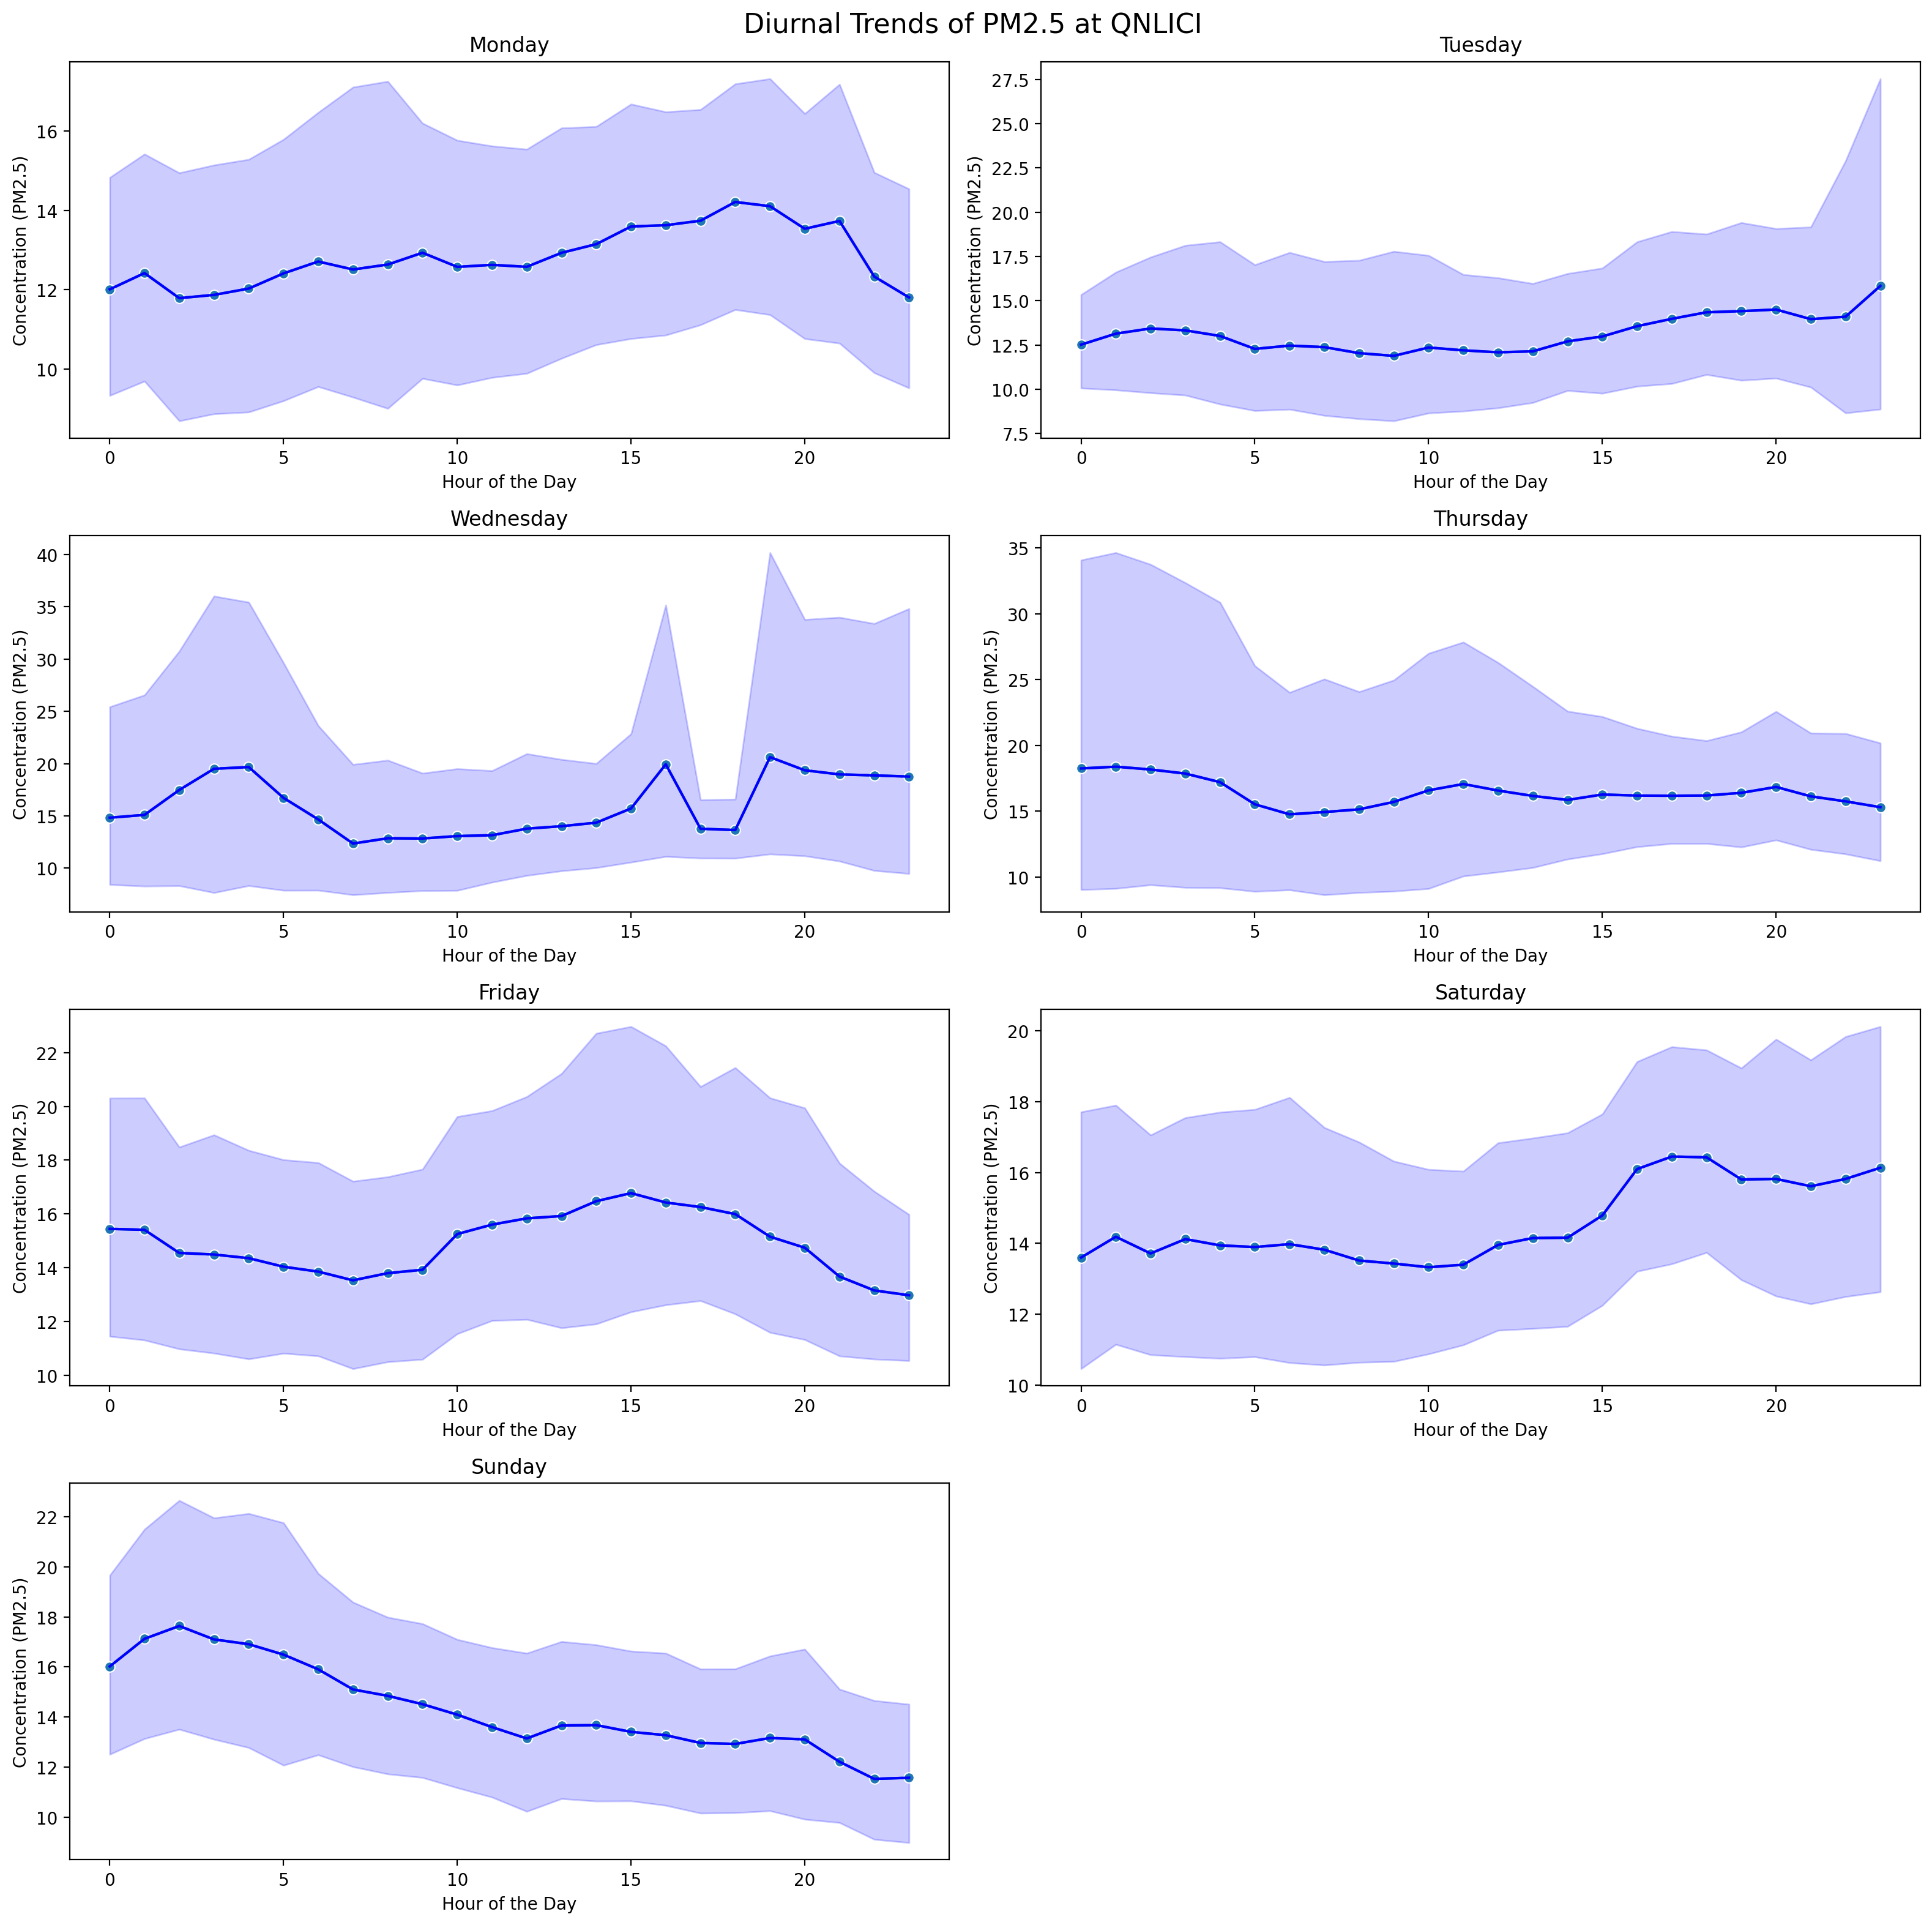 Diurnal Trends of PM2.5 at QNLICI
Monday
Concentration (PM2.5)
16
14
12
10
0 5 10 15 20
Hour of the Day
Tuesday
Concentration (PM2.5)
27.5
25.0
22.5
20.0
17.5
15.0
12.5
10.0
7.5
0 5 10 15 20
Hour of the Day
Wednesday
Concentration (PM2.5)
40
35
30
25
20
15
10
0 5 10 15 20
Hour of the Day
Thursday
Concentration (PM2.5)
35
30
25
20
15
10
0 5 10 15 20
Hour of the Day
Friday
Concentration (PM2.5)
22
20
18
16
14
12
10
0 5 10 15 20
Hour of the Day
Saturday
Concentration (PM2.5)
20
18
16
14
12
10
0 5 10 15 20
Hour of the Day
Sunday
Concentration (PM2.5)
22
20
18
16
14
12
10
0 5 10 15 20
Hour of the Day